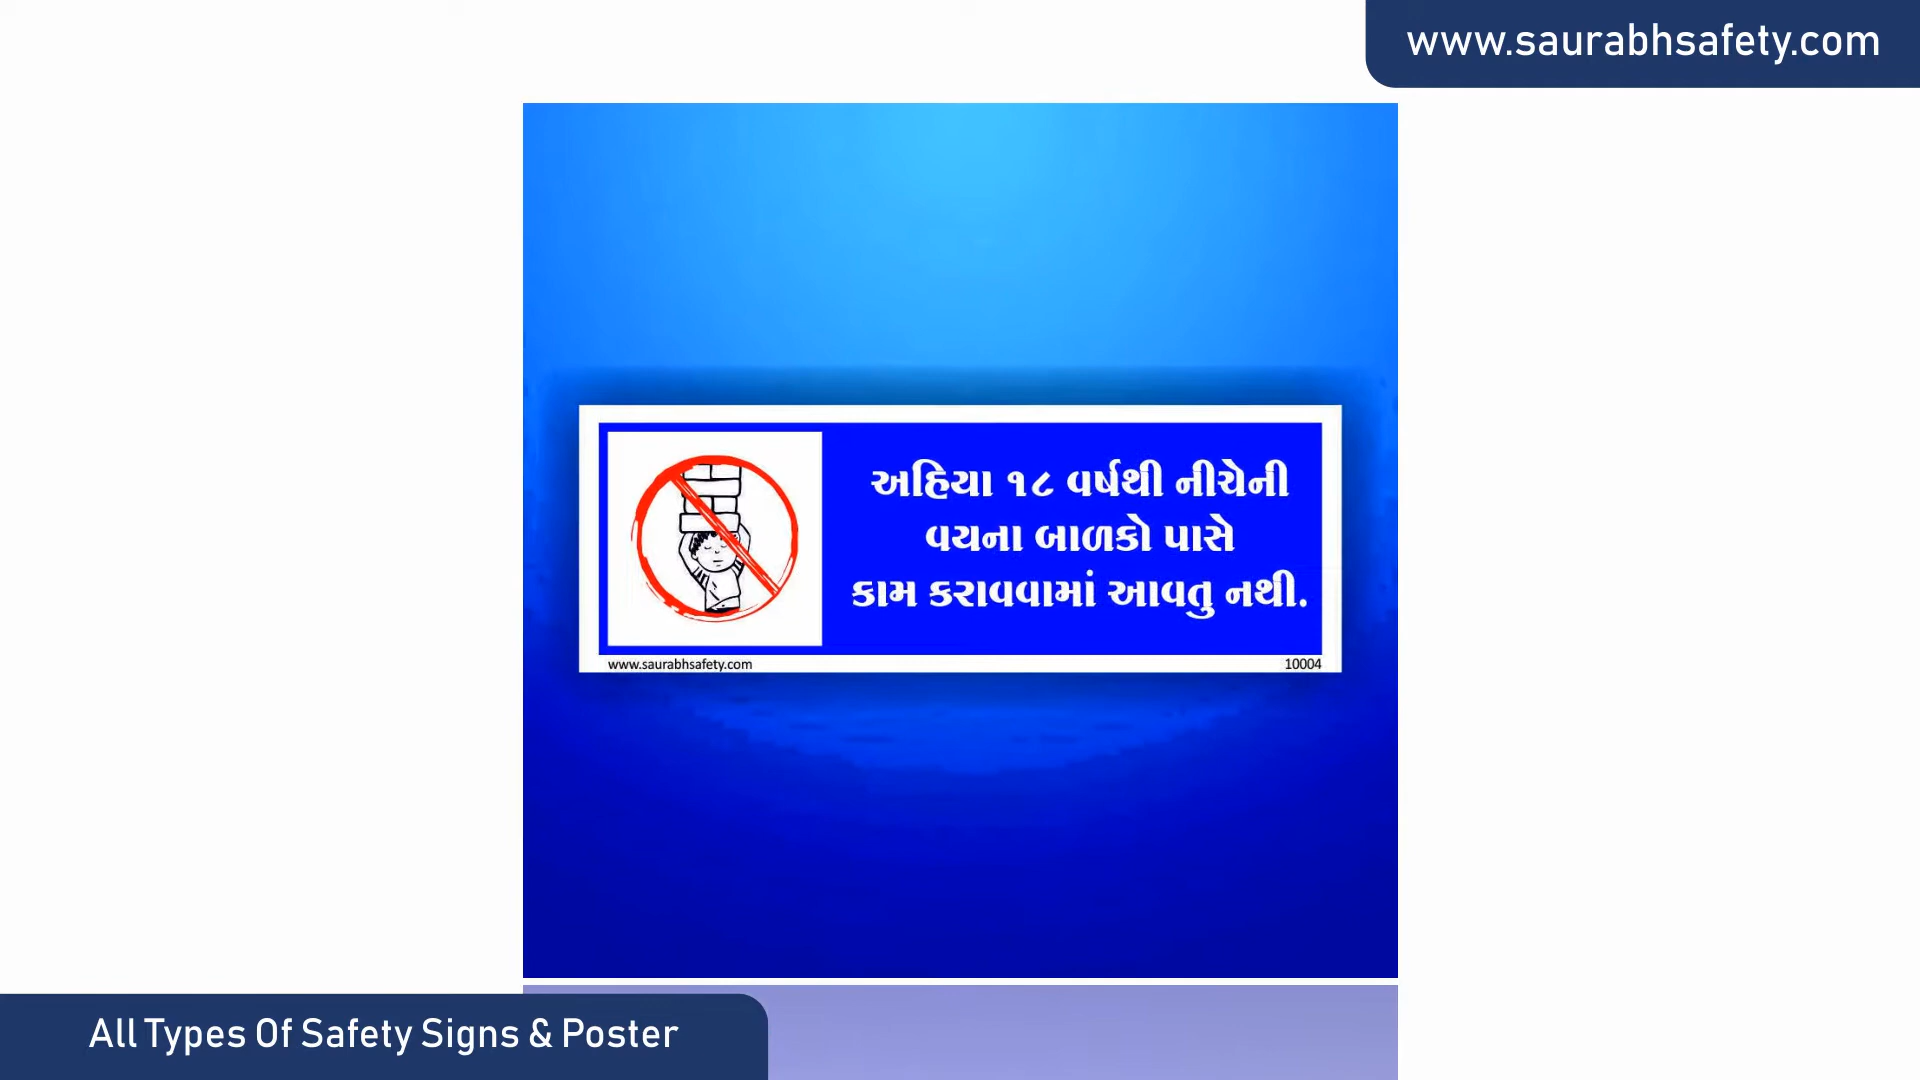 www.saurabhsafety.com
અહિયા ૧૮ વર્ષથી નીચેની
વયના બાળકો પાસે
કામ કરાવવામાં આવતુ નથી.
www.saurabhsafety.com
10004
All Types Of Safety Signs & Poster